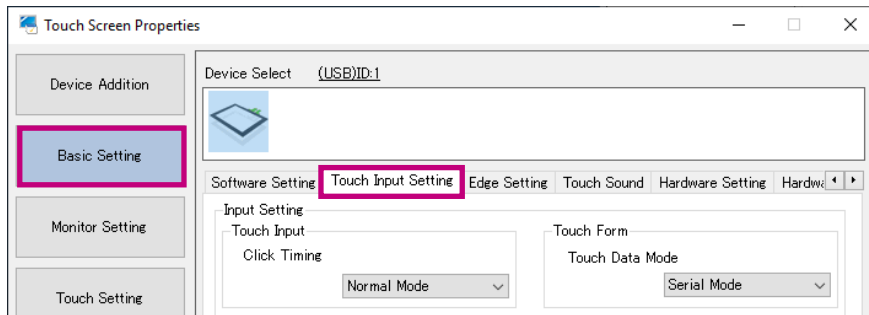 Touch Screen Properties
Device Addition
Basic Setting
Monitor Setting
Touch Setting
Device Select (USB)ID:1
Software Setting Touch Input Setting Edge Setting Touch Sound Hardware Setting
Input Setting
Touch Input
Click Timing
Normal Mode
Touch Form
Touch Data Mode
Serial Mode